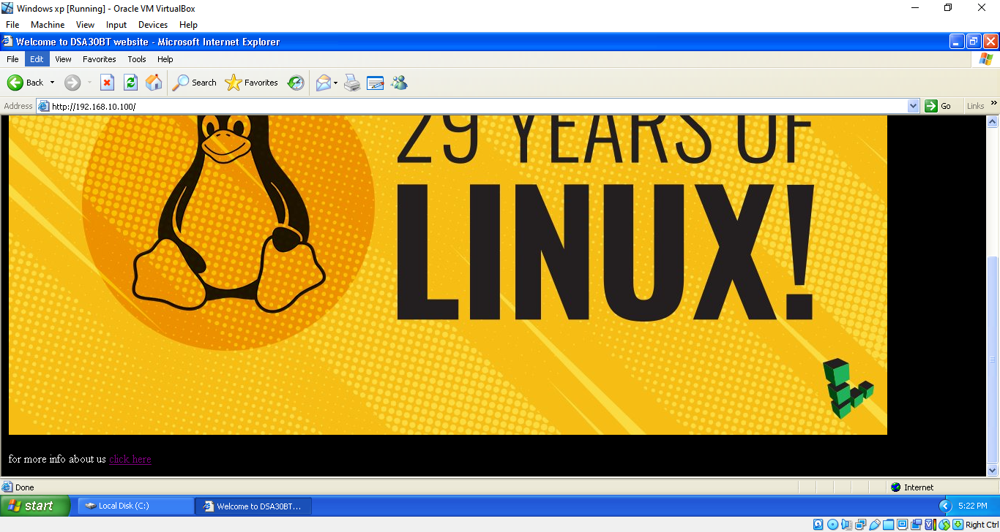 Windows xp [Running] - Oracle VM VirtualBox
File Machine View Input Devices Help
Welcome to DSA30BT website - Microsoft Internet Explorer
File Edit View Favorites Tools Help
Back Search Favorites
Address http://192.168.10.100/ Go Links »
29 YEARS OF
LINUX!
for more info about us click here
Done Internet
start Local Disk (C:) Welcome to DSA30BT... 5:22 PM
Right Ctrl